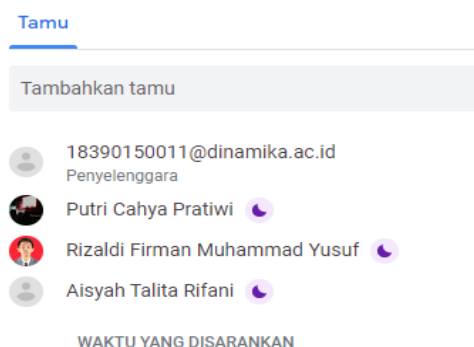 Tamu
Tambahkan tamu
18390150011@dinamika.ac.id
Penyelenggara
Putri Cahya Pratiwi
Rizaldi Firman Muhammad Yusuf
Aisyah Talita Rifani
WAKTU YANG DISARANKAN